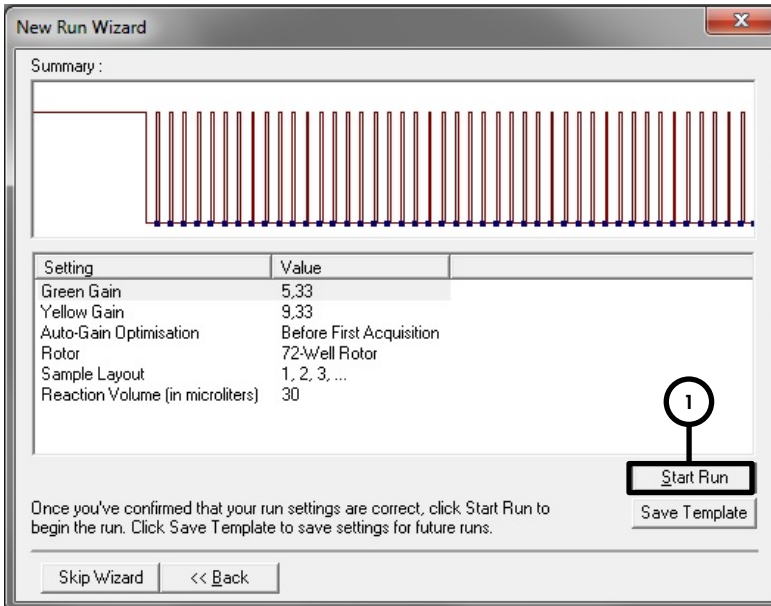 New Run Wizard
Summary :
Setting Value
Green Gain 5,33
Yellow Gain 9,33
Auto-Gain Optimisation Before First Acquisition
Rotor 72-Well Rotor
Sample Layout 1, 2, 3, ...
Reaction Volume (in microliters) 30
1
Start Run
Once you've confirmed that your run settings are correct, click Start Run to
begin the run. Click Save Template to save settings for future runs.
Save Template
Skip Wizard << Back